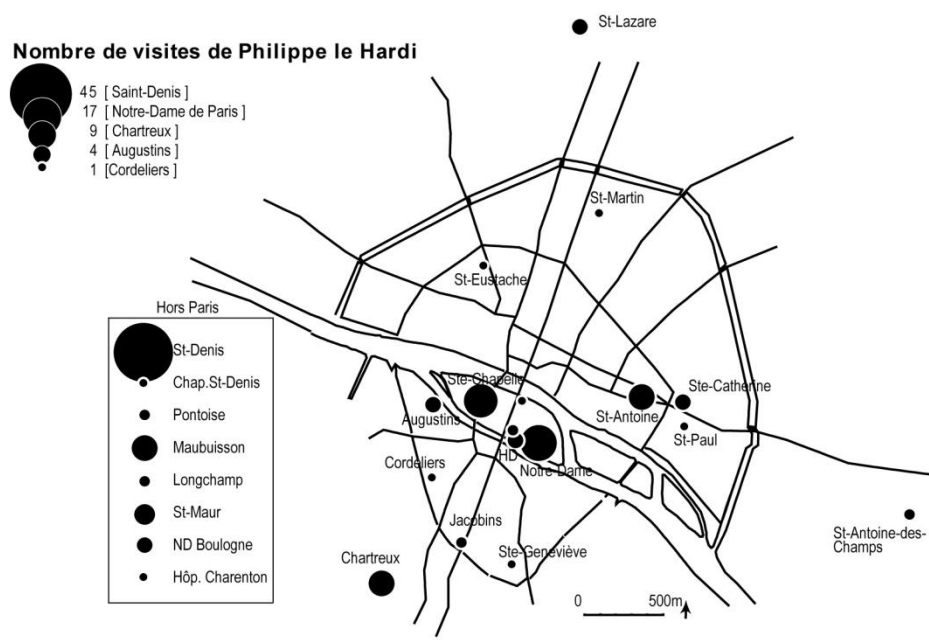 St-Lazare
Nombre de visites de Philippe le Hardi
45 [ Saint-Denis ]
17 [ Notre-Dame de Paris ]
9 [ Chartreux ]
4 [ Augustins ]
1 [Cordeliers ]
St-Martin
St-Eustache
Hors Paris
St-Denis
Chap.St-Denis
Pontoise
Maubuisson
Longchamp
St-Maur
ND Boulogne
Hôp. Charenton
Ste-Chapelle
Augustins
St-Antoine
Ste-Catherine
St-Paul
HD
Notre-Dame
Cordeliers
Jacobins
Ste-Geneviève
Chartreux
St-Antoine-des-
Champs
0 500m